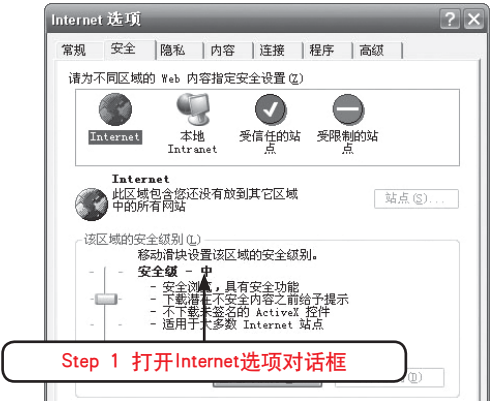 Internet 选项
常规 安全 隐私 内容 连接 程序 高级
请为不同区域的 Web 内容指定安全设置(Z)
Internet 本地 受信任的站 受限制的站
Intranet 点 点
Internet
此区域包含您还没有放到其它区域
中的所有网站
站点(S)...
该区域的安全级别(L)
移动滑块设置该区域的安全级别。
安全级 - 中
- 安全浏览，具有安全功能
- 下载潜在不安全内容之前给予提示
- 不下载未签名的 ActiveX 控件
- 适用于大多数 Internet 站点
Step 1 打开Internet选项对话框
(D)